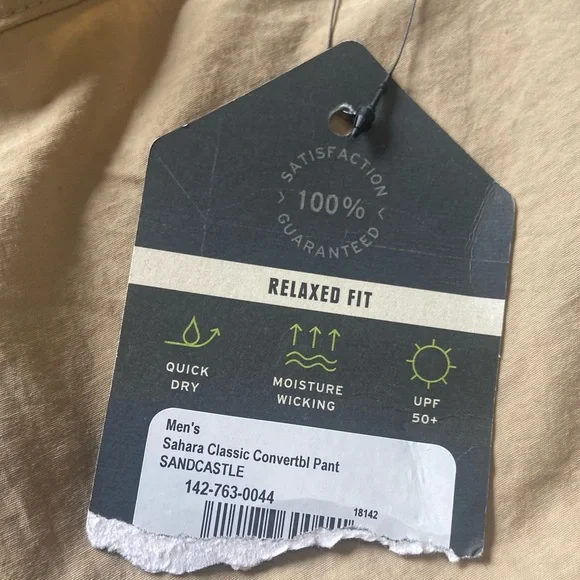 SATISFACTION
100%
GUARANTEED
RELAXED FIT
QUICK
DRY
MOISTURE
WICKING
UPF
50+
Men's
Sahara Classic Convertbl Pant
SANDCASTLE
142-763-0044
18142